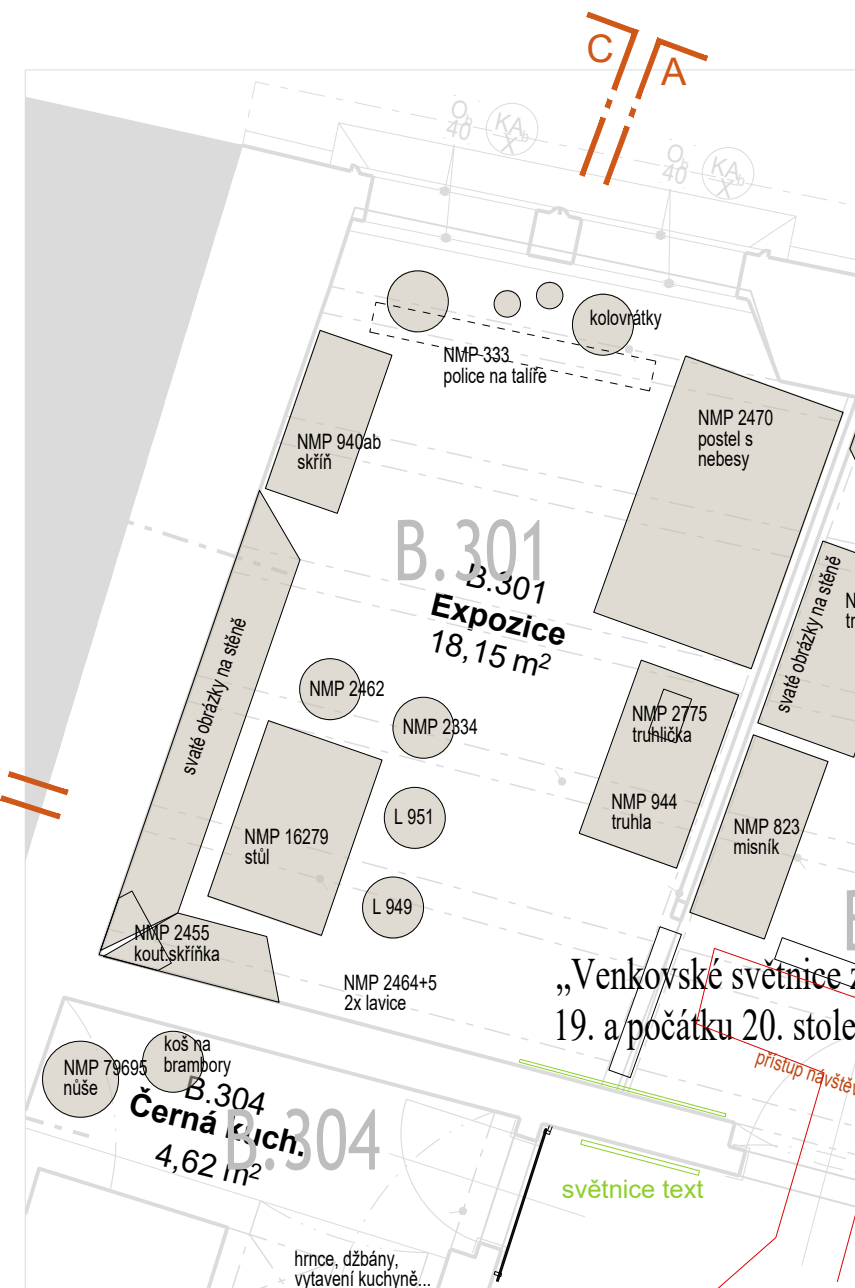 C
A
O
40
KA
X
O
40
KA
X
kolovrátky
NMP 333
police na talíře
NMP 940ab
skříň
NMP 2470
postel s
nebesy
B.301
B.301
Expozice
18,15 m²
svaté obrázky na stěně
svaté obrázky na stěně
NMP 2462
NMP 2334
NMP 2775
truhlička
L 951
NMP 944
truhla
NMP 823
misník
NMP 16279
stůl
L 949
NMP 2455
kout.skříňka
NMP 2464+5
2x lavice
„Venkovské světnice z
19. a počátku 20. stole
přístup návštěv
NMP 79695
nůše
koš na
brambory
B.304
Černá kuch.
4,62 m²
B.304
světnice text
hrnce, džbány,
vytavení kuchyně...